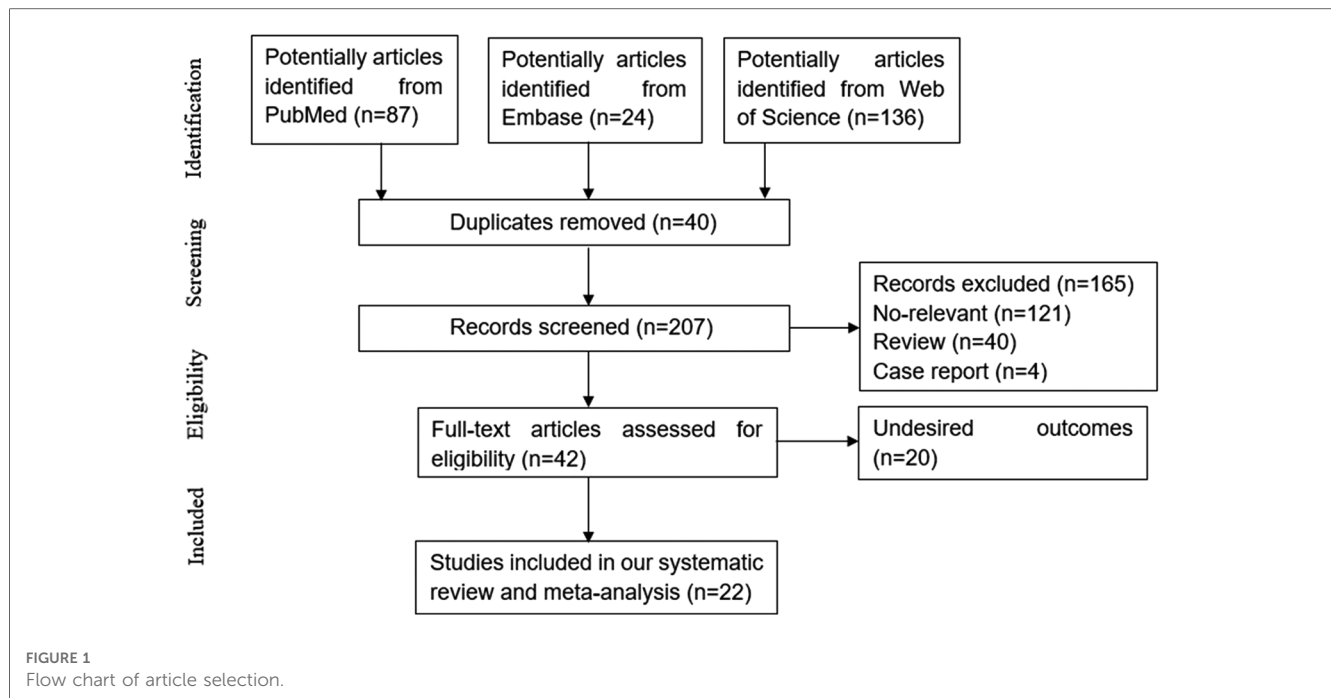 Identification
Potentially articles
identified from
PubMed (n=87)
Potentially articles
identified from
Embase (n=24)
Potentially articles
identified from Web
of Science (n=136)
Screening
Duplicates removed (n=40)
Records screened (n=207)
Records excluded (n=165)
No-relevant (n=121)
Review (n=40)
Case report (n=4)
Eligibility
Full-text articles assessed for
eligibility (n=42)
Undesired outcomes
(n=20)
Included
Studies included in our systematic
review and meta-analysis (n=22)
FIGURE 1
Flow chart of article selection.